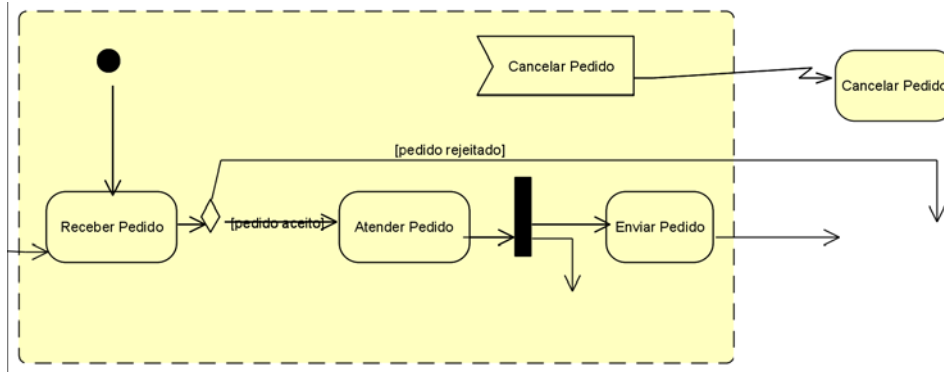 Cancelar Pedido
Cancelar Pedido
[pedido rejeitado]
Receber Pedido
[pedido aceito]
Atender Pedido
Enviar Pedido